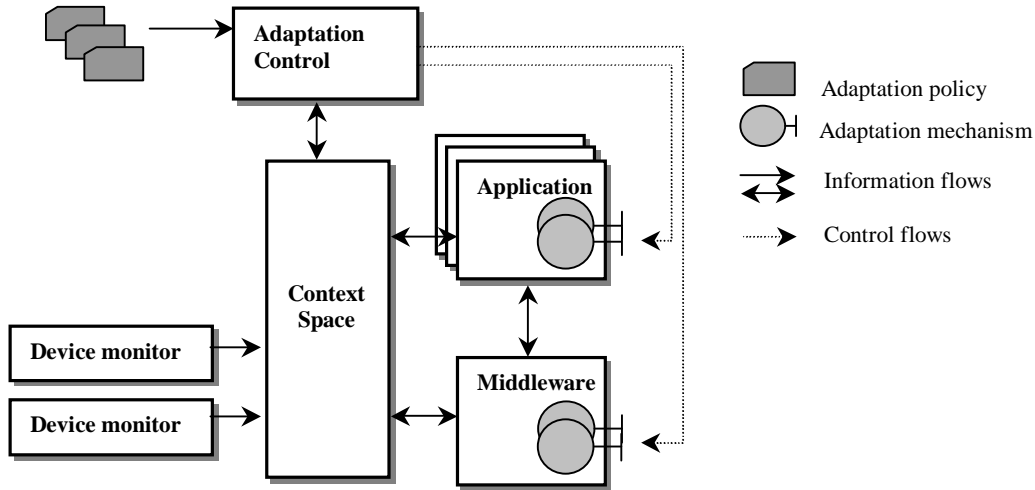 Adaptation
Control
Adaptation policy
Adaptation mechanism
Information flows
Control flows
Application
Context
Space
Device monitor
Device monitor
Middleware